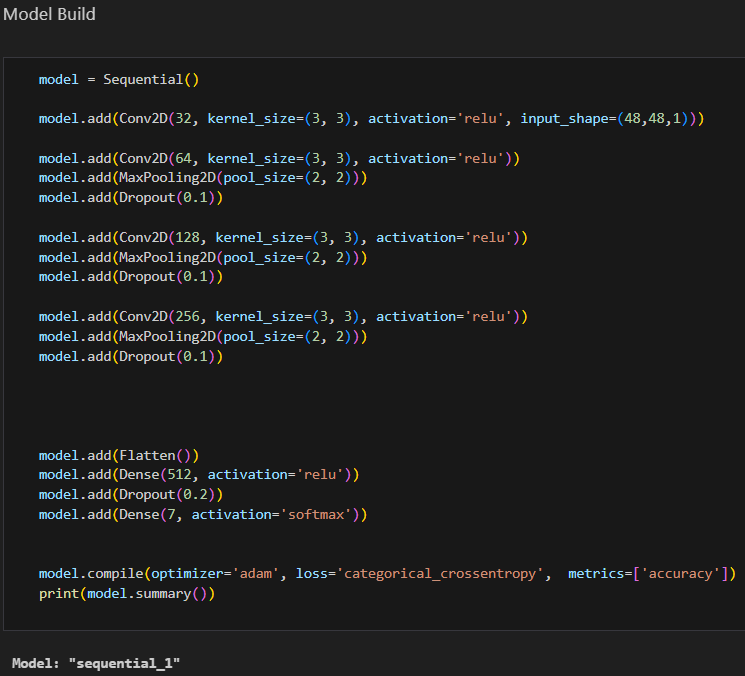 Model Build
model = Sequential()
model.add(Conv2D(32, kernel_size=(3, 3), activation='relu', input_shape=(48,48,1)))
model.add(Conv2D(64, kernel_size=(3, 3), activation='relu'))
model.add(MaxPooling2D(pool_size=(2, 2)))
model.add(Dropout(0.1))
model.add(Conv2D(128, kernel_size=(3, 3), activation='relu'))
model.add(MaxPooling2D(pool_size=(2, 2)))
model.add(Dropout(0.1))
model.add(Conv2D(256, kernel_size=(3, 3), activation='relu'))
model.add(MaxPooling2D(pool_size=(2, 2)))
model.add(Dropout(0.1))
model.add(Flatten())
model.add(Dense(512, activation='relu'))
model.add(Dropout(0.2))
model.add(Dense(7, activation='softmax'))
model.compile(optimizer='adam', loss='categorical_crossentropy',  metrics=['accuracy'])
print(model.summary())
Model: "sequential_1"